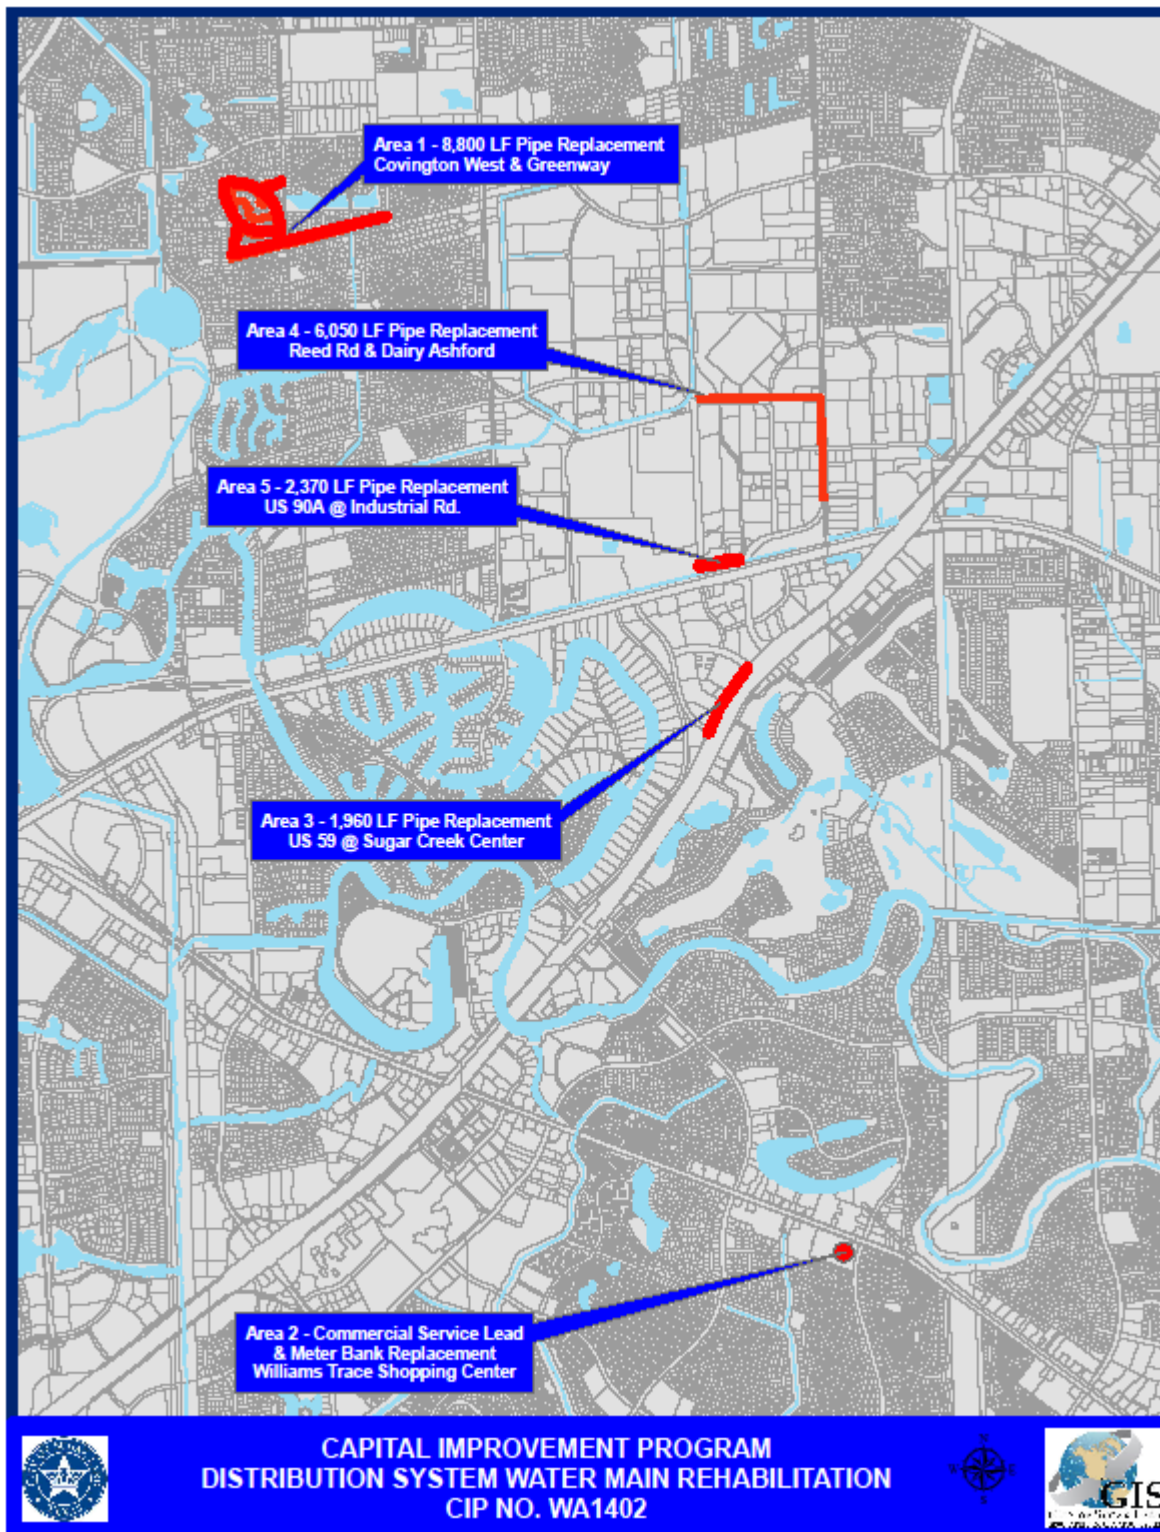 Area 1 - 8,800 LF Pipe Replacement
Covington West & Greenway
Area 4 - 6,050 LF Pipe Replacement
Reed Rd & Dairy Ashford
Area 5 - 2,370 LF Pipe Replacement
US 90A @ Industrial Rd.
Area 3 - 1,960 LF Pipe Replacement
US 59 @ Sugar Creek Center
Area 2 - Commercial Service Lead
& Meter Bank Replacement
Williams Trace Shopping Center
CAPITAL IMPROVEMENT PROGRAM
DISTRIBUTION SYSTEM WATER MAIN REHABILITATION
CIP NO. WA1402
GIS